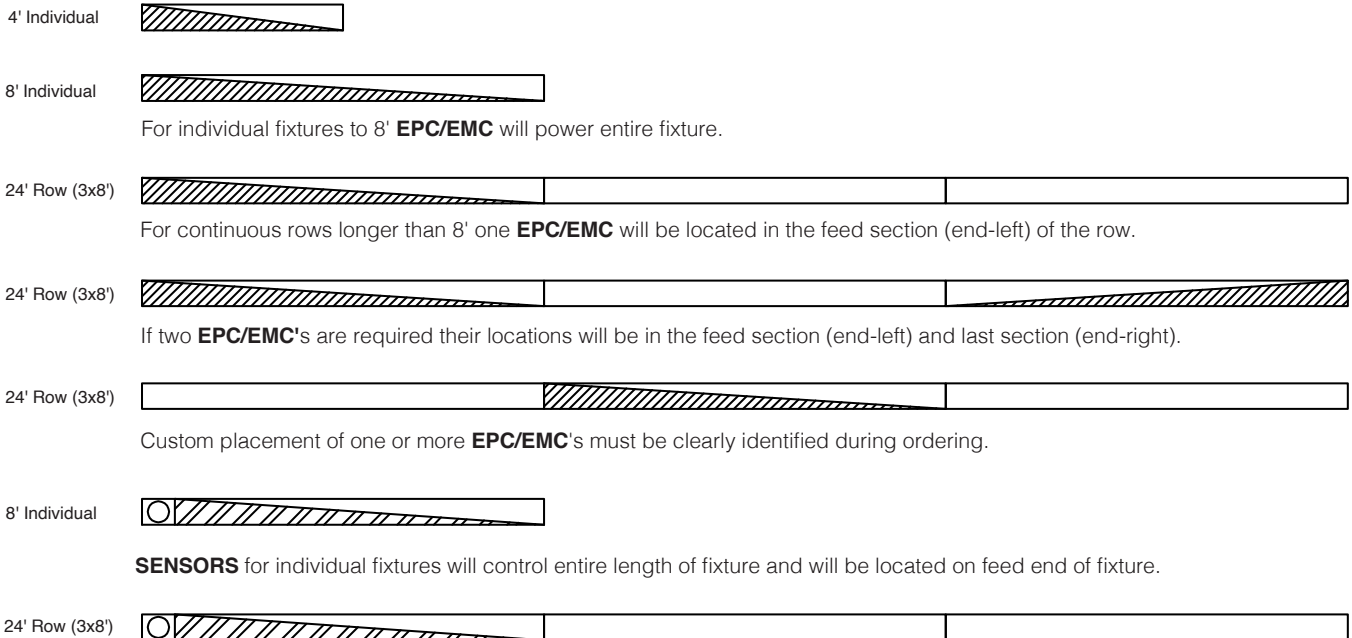 4' Individual
8' Individual
For individual fixtures to 8' EPC/EMC will power entire fixture.
24' Row (3x8')
For continuous rows longer than 8' one EPC/EMC will be located in the feed section (end-left) of the row.
24' Row (3x8')
If two EPC/EMC's are required their locations will be in the feed section (end-left) and last section (end-right).
24' Row (3x8')
Custom placement of one or more EPC/EMC's must be clearly identified during ordering.
8' Individual
SENSORS for individual fixtures will control entire length of fixture and will be located on feed end of fixture.
24' Row (3x8')